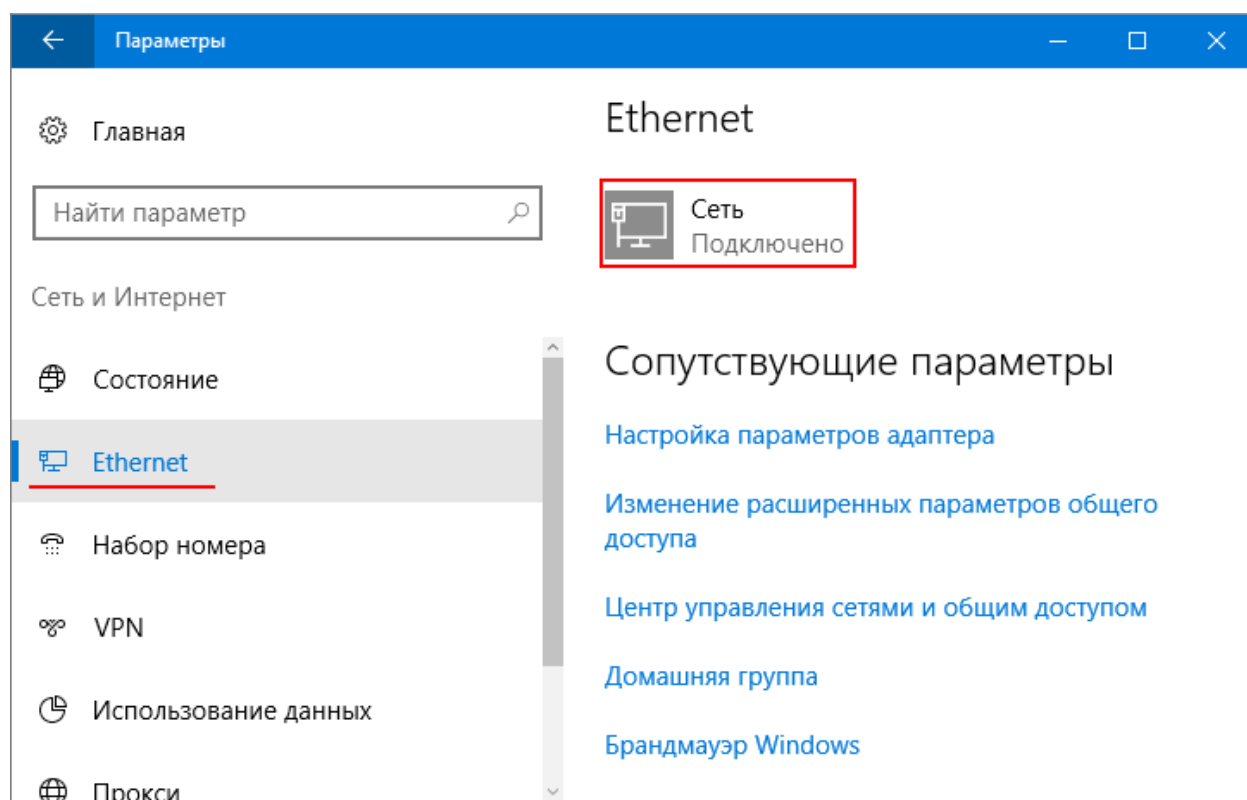 Параметры
Главная
Найти параметр
Сеть и Интернет
Состояние
Ethernet
Набор номера
VPN
Использование данных
Прокси
Ethernet
Сеть
Подключено
Сопутствующие параметры
Настройка параметров адаптера
Изменение расширенных параметров общего
доступа
Центр управления сетями и общим доступом
Домашняя группа
Брандмауэр Windows